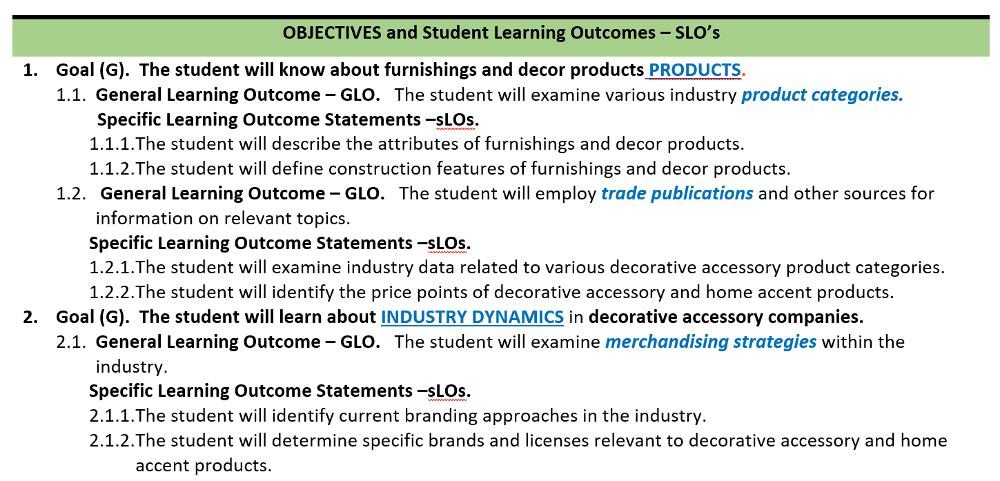 OBJECTIVES and Student Learning Outcomes – SLO’s
1. Goal (G). The student will know about furnishings and decor products PRODUCTS.
1.1. General Learning Outcome – GLO. The student will examine various industry product categories.
Specific Learning Outcome Statements –sLOs.
1.1.1.The student will describe the attributes of furnishings and decor products.
1.1.2.The student will define construction features of furnishings and decor products.
1.2. General Learning Outcome – GLO. The student will employ trade publications and other sources for
information on relevant topics.
Specific Learning Outcome Statements –sLOs.
1.2.1.The student will examine industry data related to various decorative accessory product categories.
1.2.2.The student will identify the price points of decorative accessory and home accent products.
2. Goal (G). The student will learn about INDUSTRY DYNAMICS in decorative accessory companies.
2.1. General Learning Outcome – GLO. The student will examine merchandising strategies within the
industry.
Specific Learning Outcome Statements –sLOs.
2.1.1.The student will identify current branding approaches in the industry.
2.1.2.The student will determine specific brands and licenses relevant to decorative accessory and home
accent products.